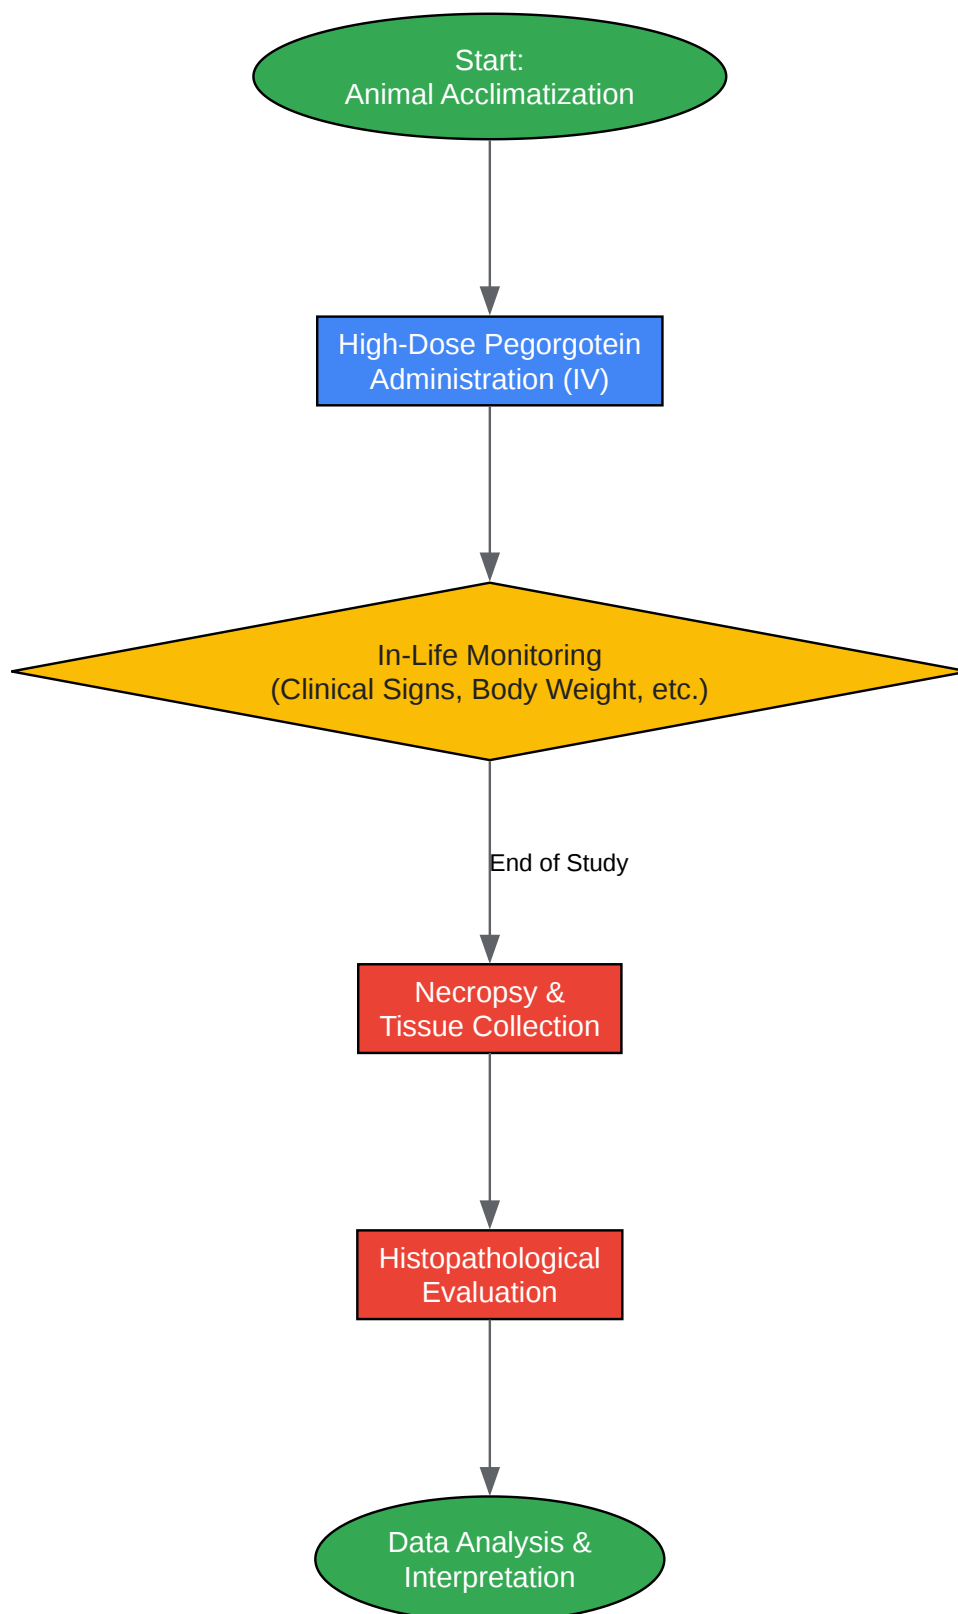 Start:
Animal Acclimatization
High-Dose Pegorgotein
Administration (IV)
In-Life Monitoring
(Clinical Signs, Body Weight, etc.)
End of Study
Necropsy &
Tissue Collection
Histopathological
Evaluation
Data Analysis &
Interpretation